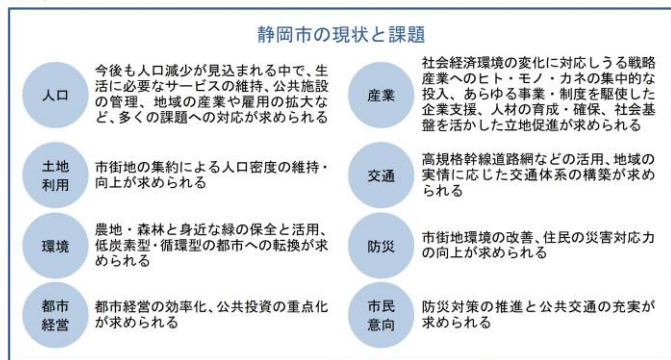 静岡市の現状と課題
人口
今後も人口減少が見込まれる中で、生
活に必要なサービスの維持、公共施設
の管理、地域の産業や雇用の拡大な
ど、多くの課題への対応が求められる
産業
社会経済環境の変化に対応しうる戦略
産業へのヒト・モノ・カネの集中的な
投入、あらゆる事業・制度を駆使した
企業支援、人材の育成・確保、社会基
盤を活かした立地促進が求められる
土地
利用
市街地の集約による人口密度の維持・
向上が求められる
交通
高規格幹線道路網などの活用、地域の
実情に応じた交通体系の構築が求め
られる
環境
農地・森林と身近な緑の保全と活用、
低炭素型・循環型の都市への転換が求
められる
防災
市街地環境の改善、住民の災害対応力
の向上が求められる
都市
経営
都市経営の効率化、公共投資の重点化
が求められる
市民
意向
防災対策の推進と公共交通の充実が
求められる